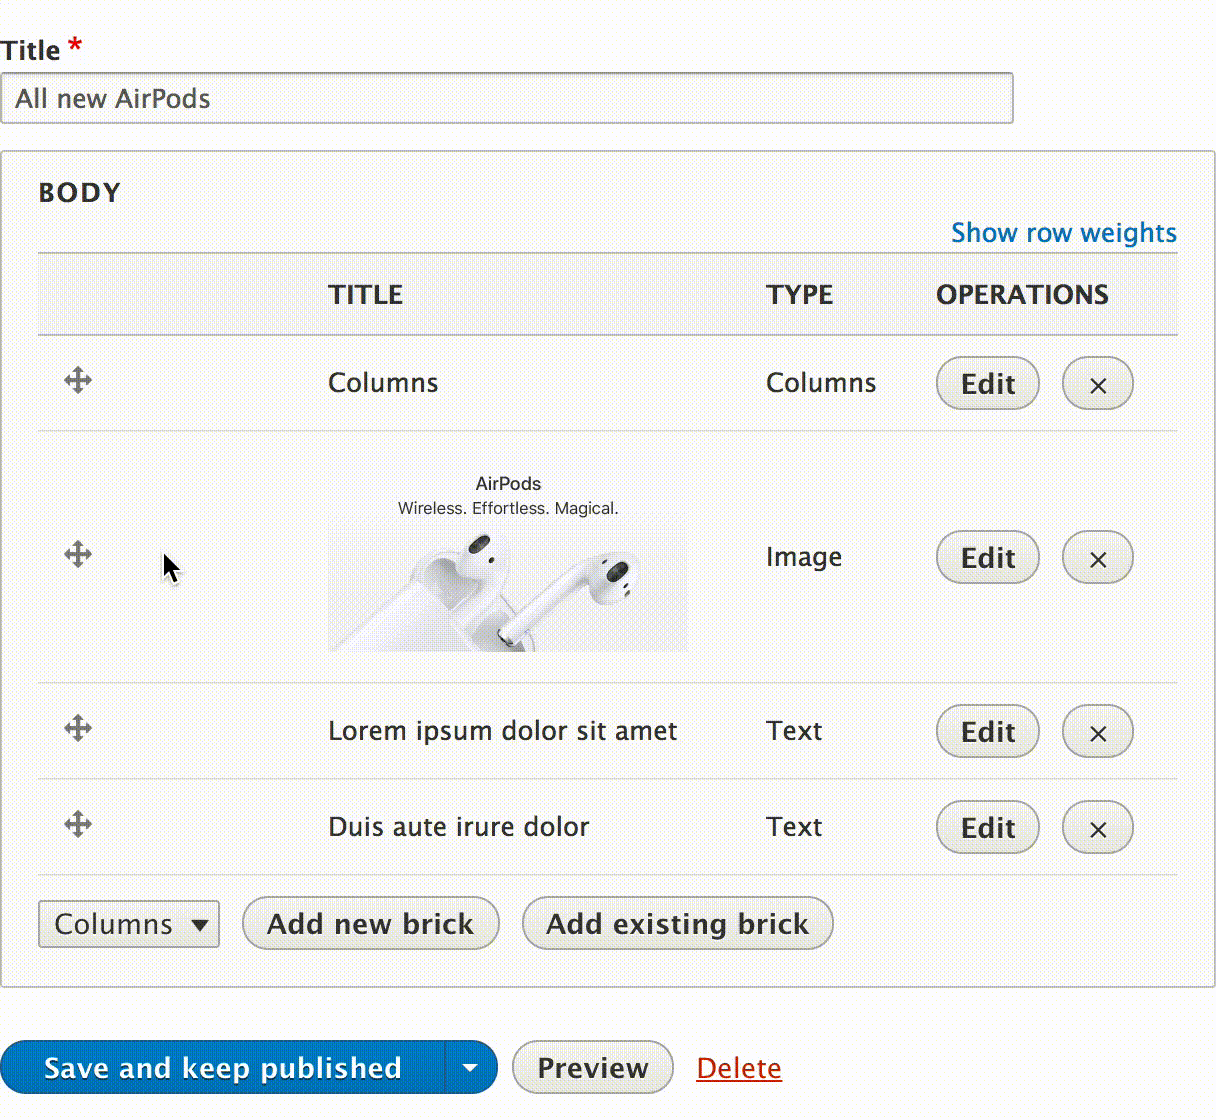 Title *
All new AirPods
BODY
Show row weights
TITLE TYPE OPERATIONS
Columns Columns Edit ×
AirPods
Wireless. Effortless. Magical.
Image Edit ×
Lorem ipsum dolor sit amet Text Edit ×
Duis aute irure dolor Text Edit ×
Columns Add new brick Add existing brick
Save and keep published Preview Delete